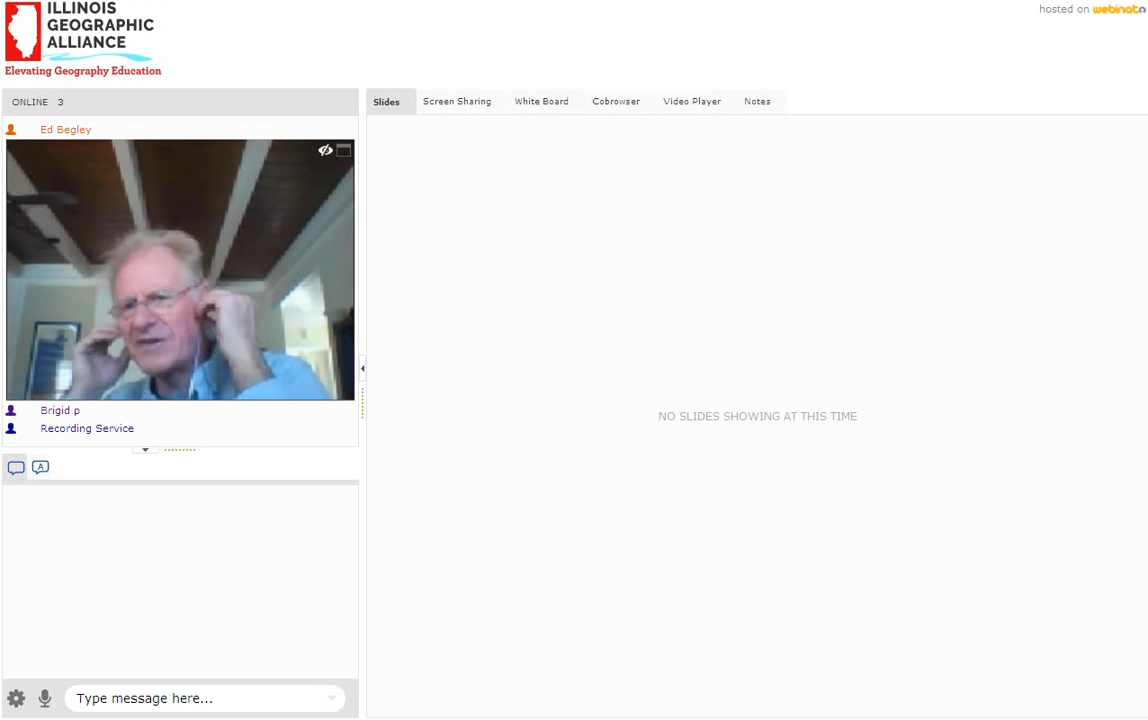 ILLINOIS
GEOGRAPHIC
ALLIANCE
Elevating Geography Education
hosted on webinato
ONLINE 3
Ed Begley
Brigid p
Recording Service
A
Type message here...
Slides Screen Sharing White Board Cobrowser Video Player Notes
NO SLIDES SHOWING AT THIS TIME